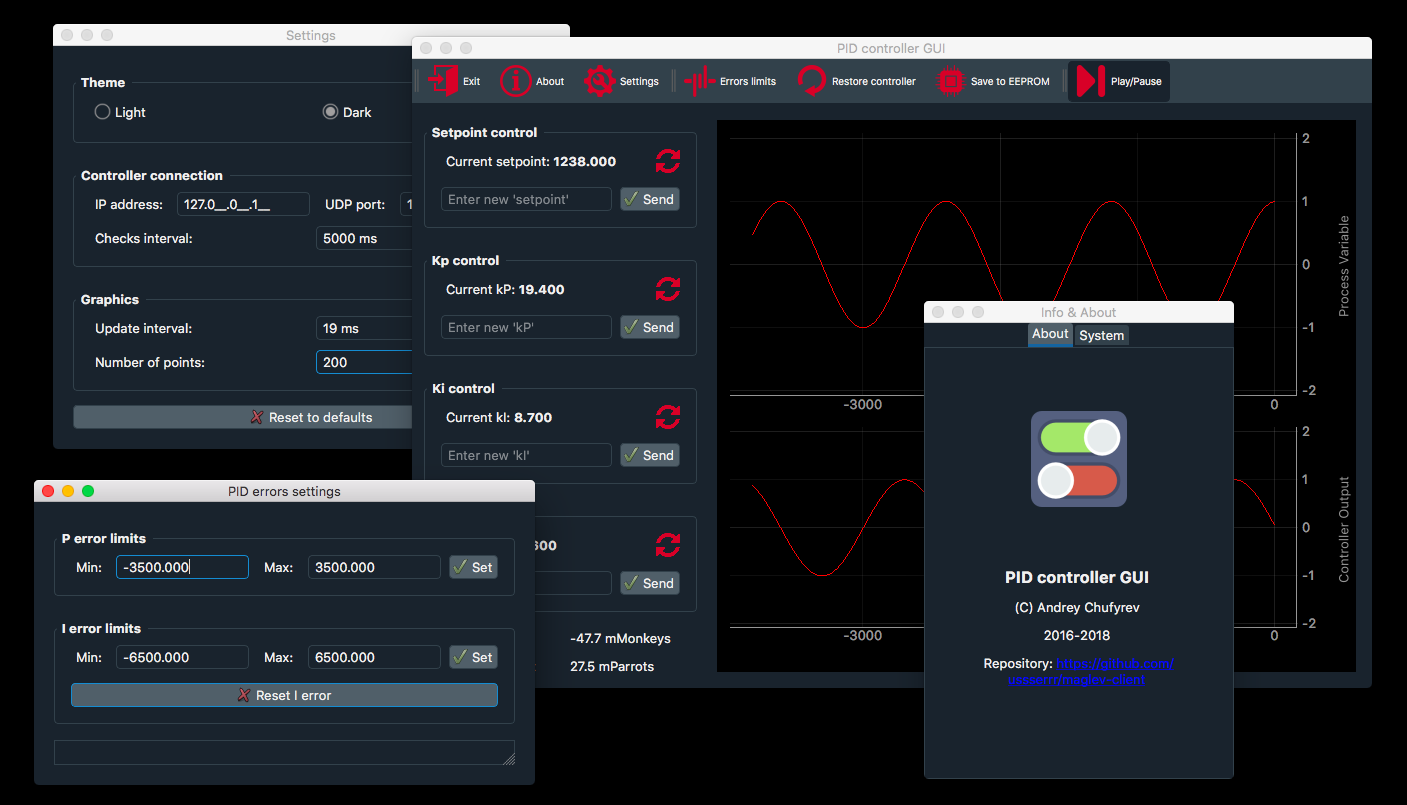 Settings
Theme
Light
Dark
Controller connection
IP address:
127.0__.0__.1__
UDP port:
1
Checks interval:
5000 ms
Graphics
Update interval:
19 ms
Number of points:
200
✗ Reset to defaults
PID controller GUI
Exit
About
Settings
Errors limits
Restore controller
Save to EEPROM
Play/Pause
Setpoint control
Current setpoint: 1238.000
Enter new 'setpoint'
✓ Send
Kp control
Current kP: 19.400
Enter new 'kP'
✓ Send
Ki control
Current kI: 8.700
Enter new 'kI'
✓ Send
600
✓ Send
-47.7 mMonkeys
27.5 mParrots
2
1
0
-1
-2
Process Variable
-3000
0
2
1
0
-1
-2
Controller Output
-3000
0
PID errors settings
P error limits
Min:
-3500.000
Max:
3500.000
✓ Set
I error limits
Min:
-6500.000
Max:
6500.000
✓ Set
✗ Reset I error
Info & About
About
System
PID controller GUI
(C) Andrey Chufyrev
2016-2018
Repository: https://github.com/